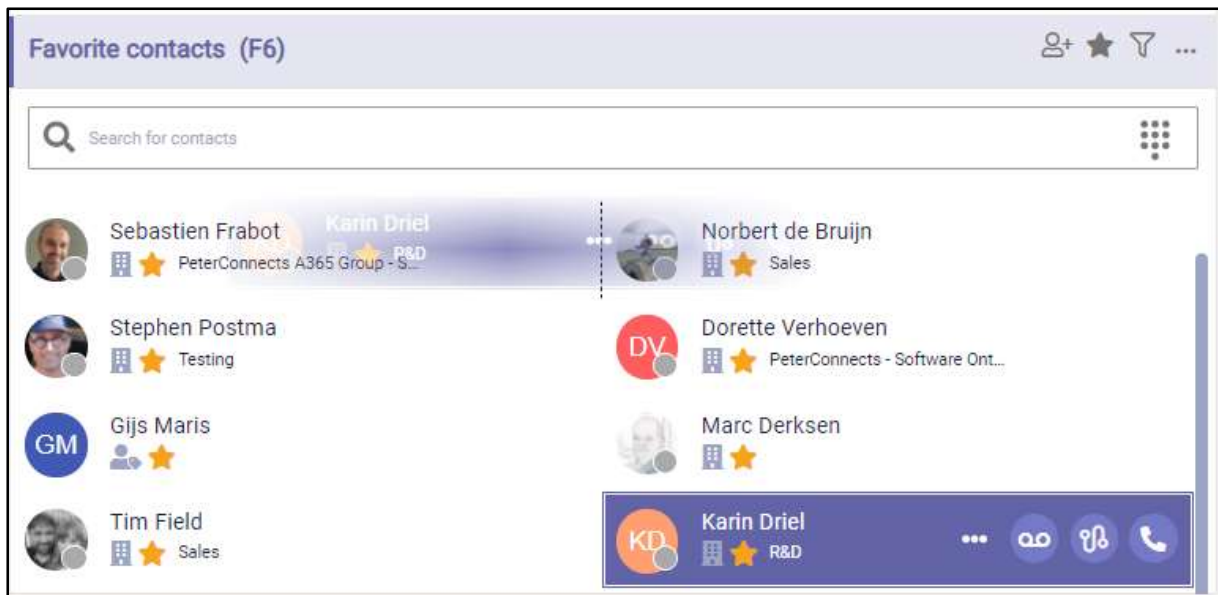 Favorite contacts (F6)
Search for contacts
Sebastien Frabot
PeterConnects A365 Group - S...
Karin Driel
R&D
Norbert de Bruijn
Sales
Stephen Postma
Testing
DV
Dorette Verhoeven
PeterConnects - Software Ont...
GM
Gijs Maris
Marc Derksen
Tim Field
Sales
KD
Karin Driel
R&D